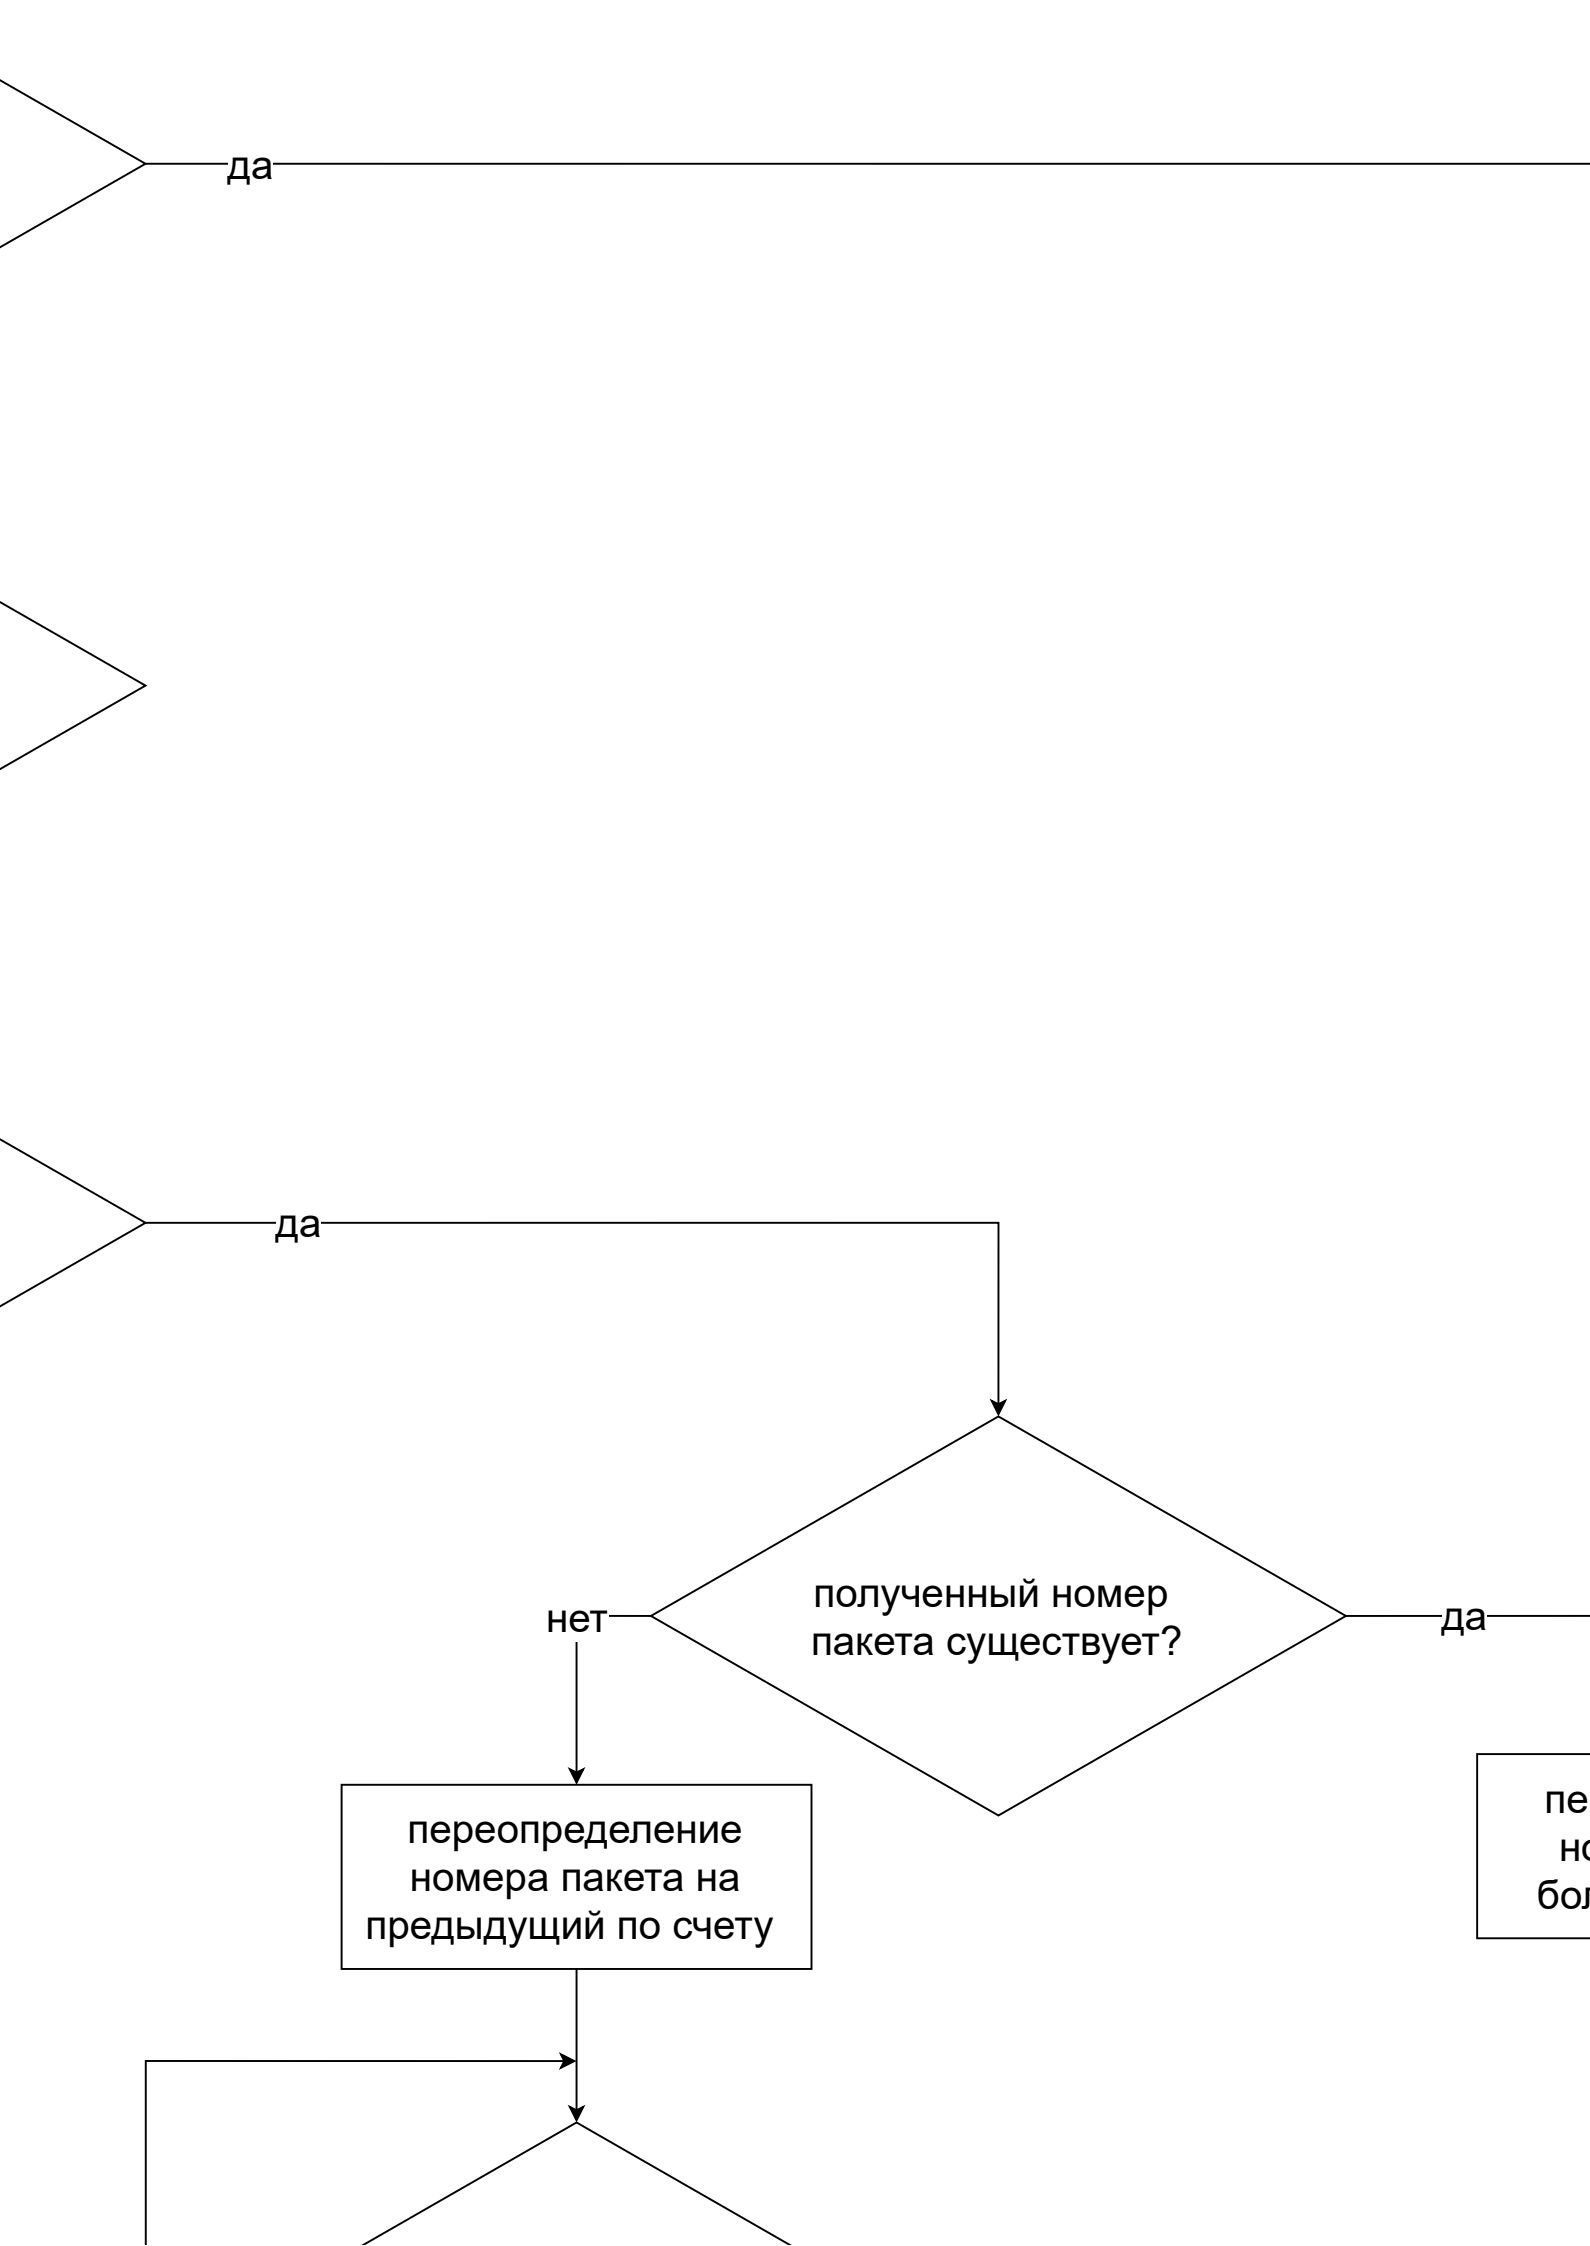 да
да
полученный номер
пакета существует?
нет
да
переопределение
номера пакета на
предыдущий по счету